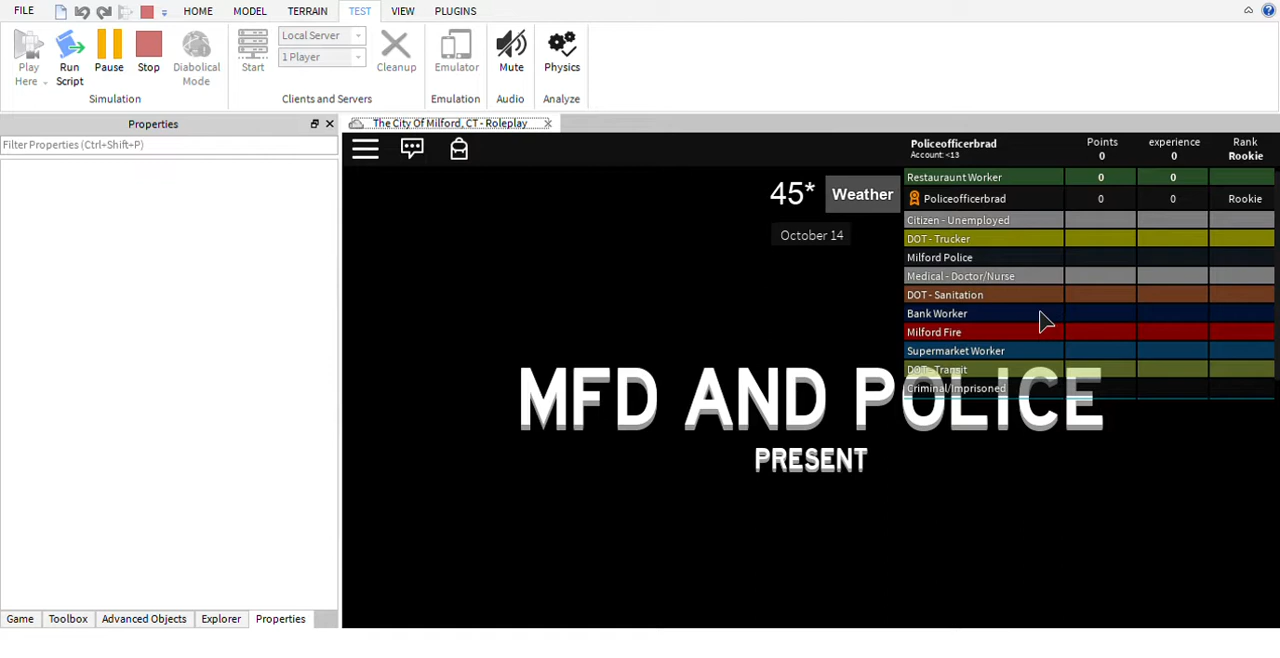 FILE HOME MODEL TERRAIN TEST VIEW PLUGINS
Play Here
Run Script
Pause
Stop
Diabolical Mode
Simulation
Start
Local Server
1 Player
Cleanup
Clients and Servers
Emulator
Emulation
Mute
Audio
Physics
Analyze
Properties
Filter Properties (Ctrl+Shift+P)
The City Of Milford, CT - Roleplay
45* Weather
October 14
Policeofficerbrad Points experience Rank
Account: <13 0 0 Rookie
Restauraunt Worker 0 0
Policeofficerbrad 0 0 Rookie
Citizen - Unemployed
DOT - Trucker
Milford Police
Medical - Doctor/Nurse
DOT - Sanitation
Bank Worker
Milford Fire
Supermarket Worker
DOT - Transit
Criminal/Imprisoned
MFD AND POLICE
PRESENT
Game Toolbox Advanced Objects Explorer Properties